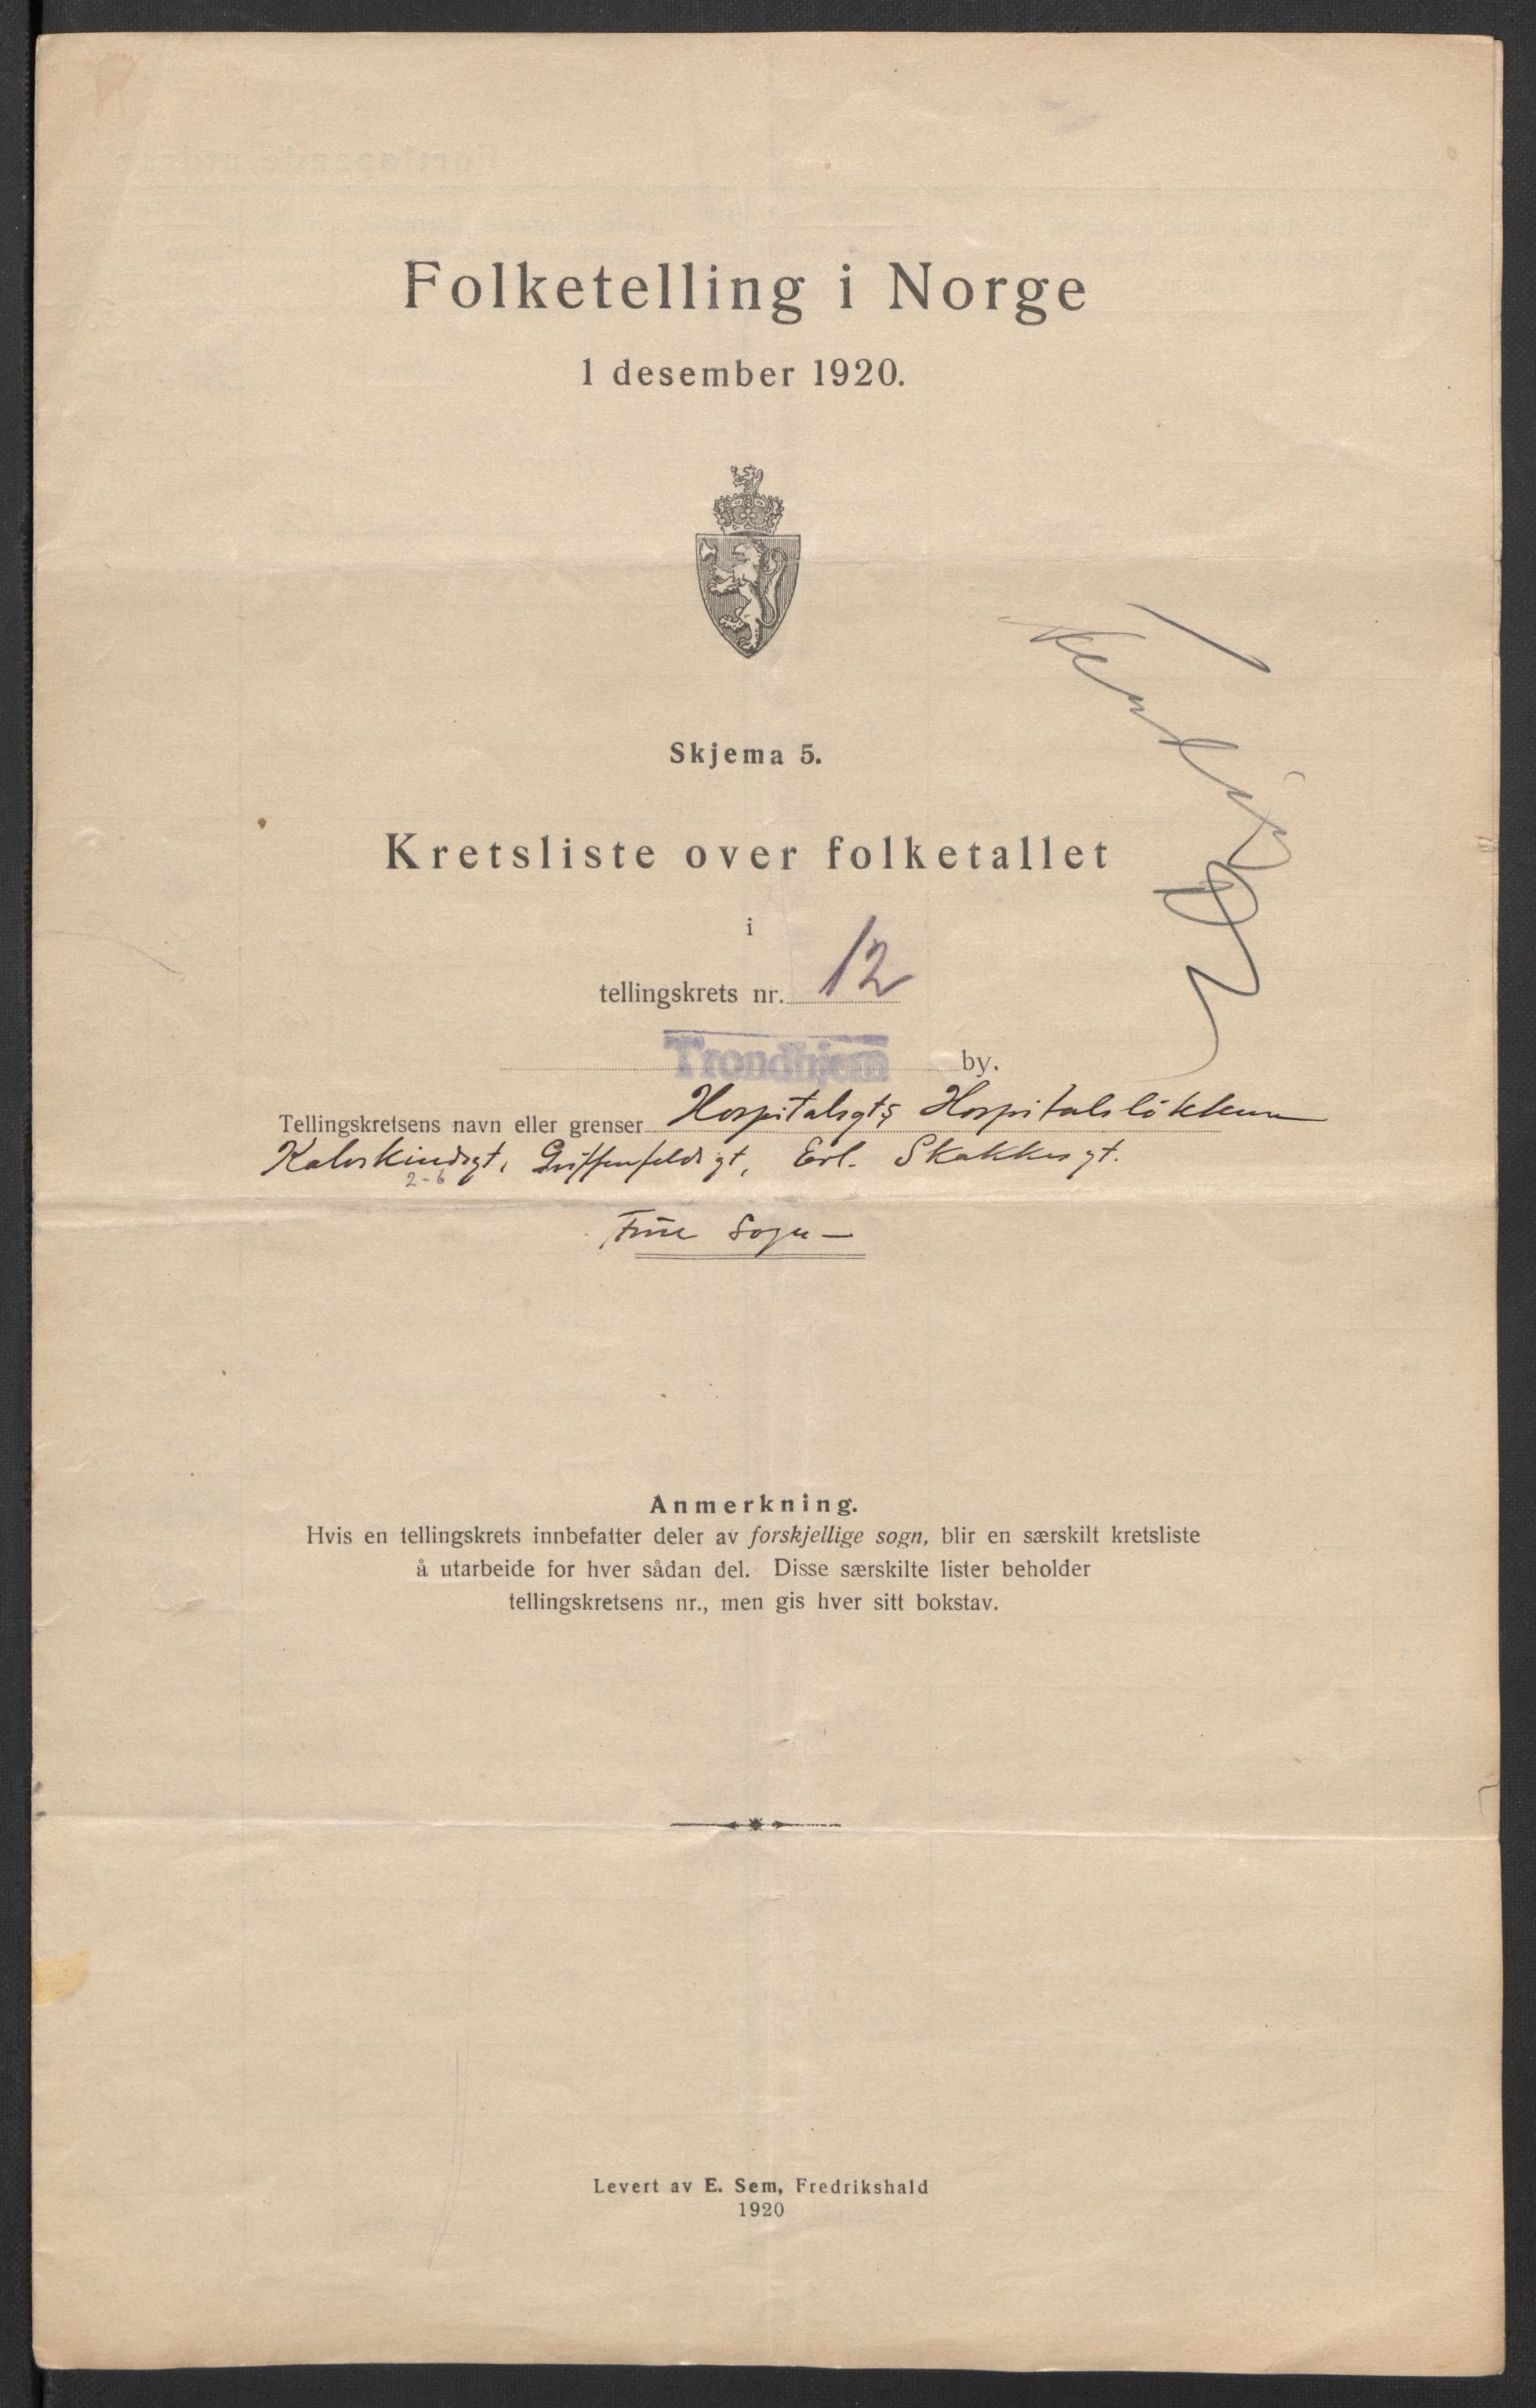 Folketelling i Norge
1 desember 1920.
Skjema 5.
Kretsliste over folketallet
i
tellingskrets nr. 12
Trondhjem by.
Tellingskretsens navn eller grenser Hospitalsgt, Hospitalsløkken
Kalvskindsgt, Griffenfeldsgt, Erl. Skakkesgt.
2-6
Frue Sogn —
Anmerkning.
Hvis en tellingskrets innbefatter deler av forskjellige sogn, blir en særskilt kretsliste
å utarbeide for hver sådan del. Disse særskilte lister beholder
tellingskretsens nr., men gis hver sitt bokstav.
Levert av E. Sem, Fredrikshald
1920